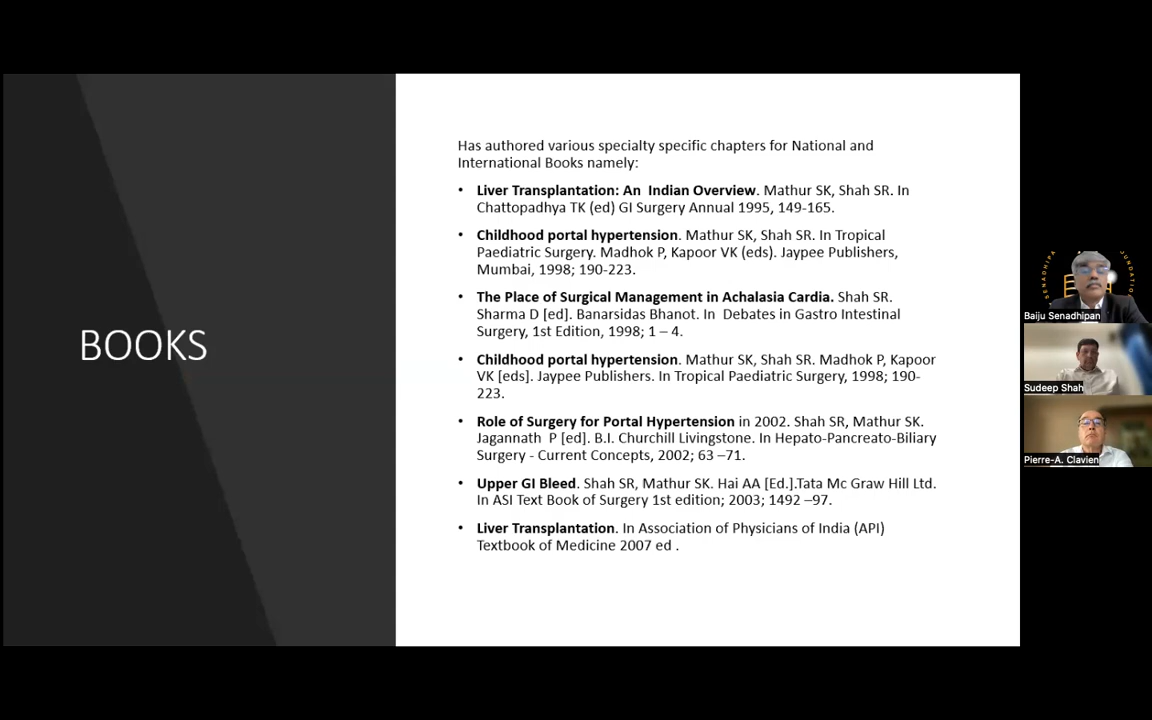 BOOKS
Has authored various specialty specific chapters for National and
International Books namely:
• Liver Transplantation: An  Indian Overview. Mathur SK, Shah SR. In
Chattopadhya TK (ed) GI Surgery Annual 1995, 149-165.
• Childhood portal hypertension. Mathur SK, Shah SR. In Tropical
Paediatric Surgery. Madhok P, Kapoor VK (eds). Jaypee Publishers,
Mumbai, 1998; 190-223.
• The Place of Surgical Management in Achalasia Cardia. Shah SR.
Sharma D [ed]. Banarsidas Bhanot. In  Debates in Gastro Intestinal
Surgery, 1st Edition, 1998; 1 – 4.
• Childhood portal hypertension. Mathur SK, Shah SR. Madhok P, Kapoor
VK [eds]. Jaypee Publishers. In Tropical Paediatric Surgery, 1998; 190-
223.
• Role of Surgery for Portal Hypertension in 2002. Shah SR, Mathur SK.
Jagannath  P [ed]. B.I. Churchill Livingstone. In Hepato-Pancreato-Biliary
Surgery - Current Concepts, 2002; 63 –71.
• Upper GI Bleed. Shah SR, Mathur SK. Hai AA [Ed.].Tata Mc Graw Hill Ltd.
In ASI Text Book of Surgery 1st edition; 2003; 1492 –97.
• Liver Transplantation. In Association of Physicians of India (API)
Textbook of Medicine 2007 ed .
SENADHIPA
Baiju Senadhipan
Sudeep Shah
Pierre-A. Clavien